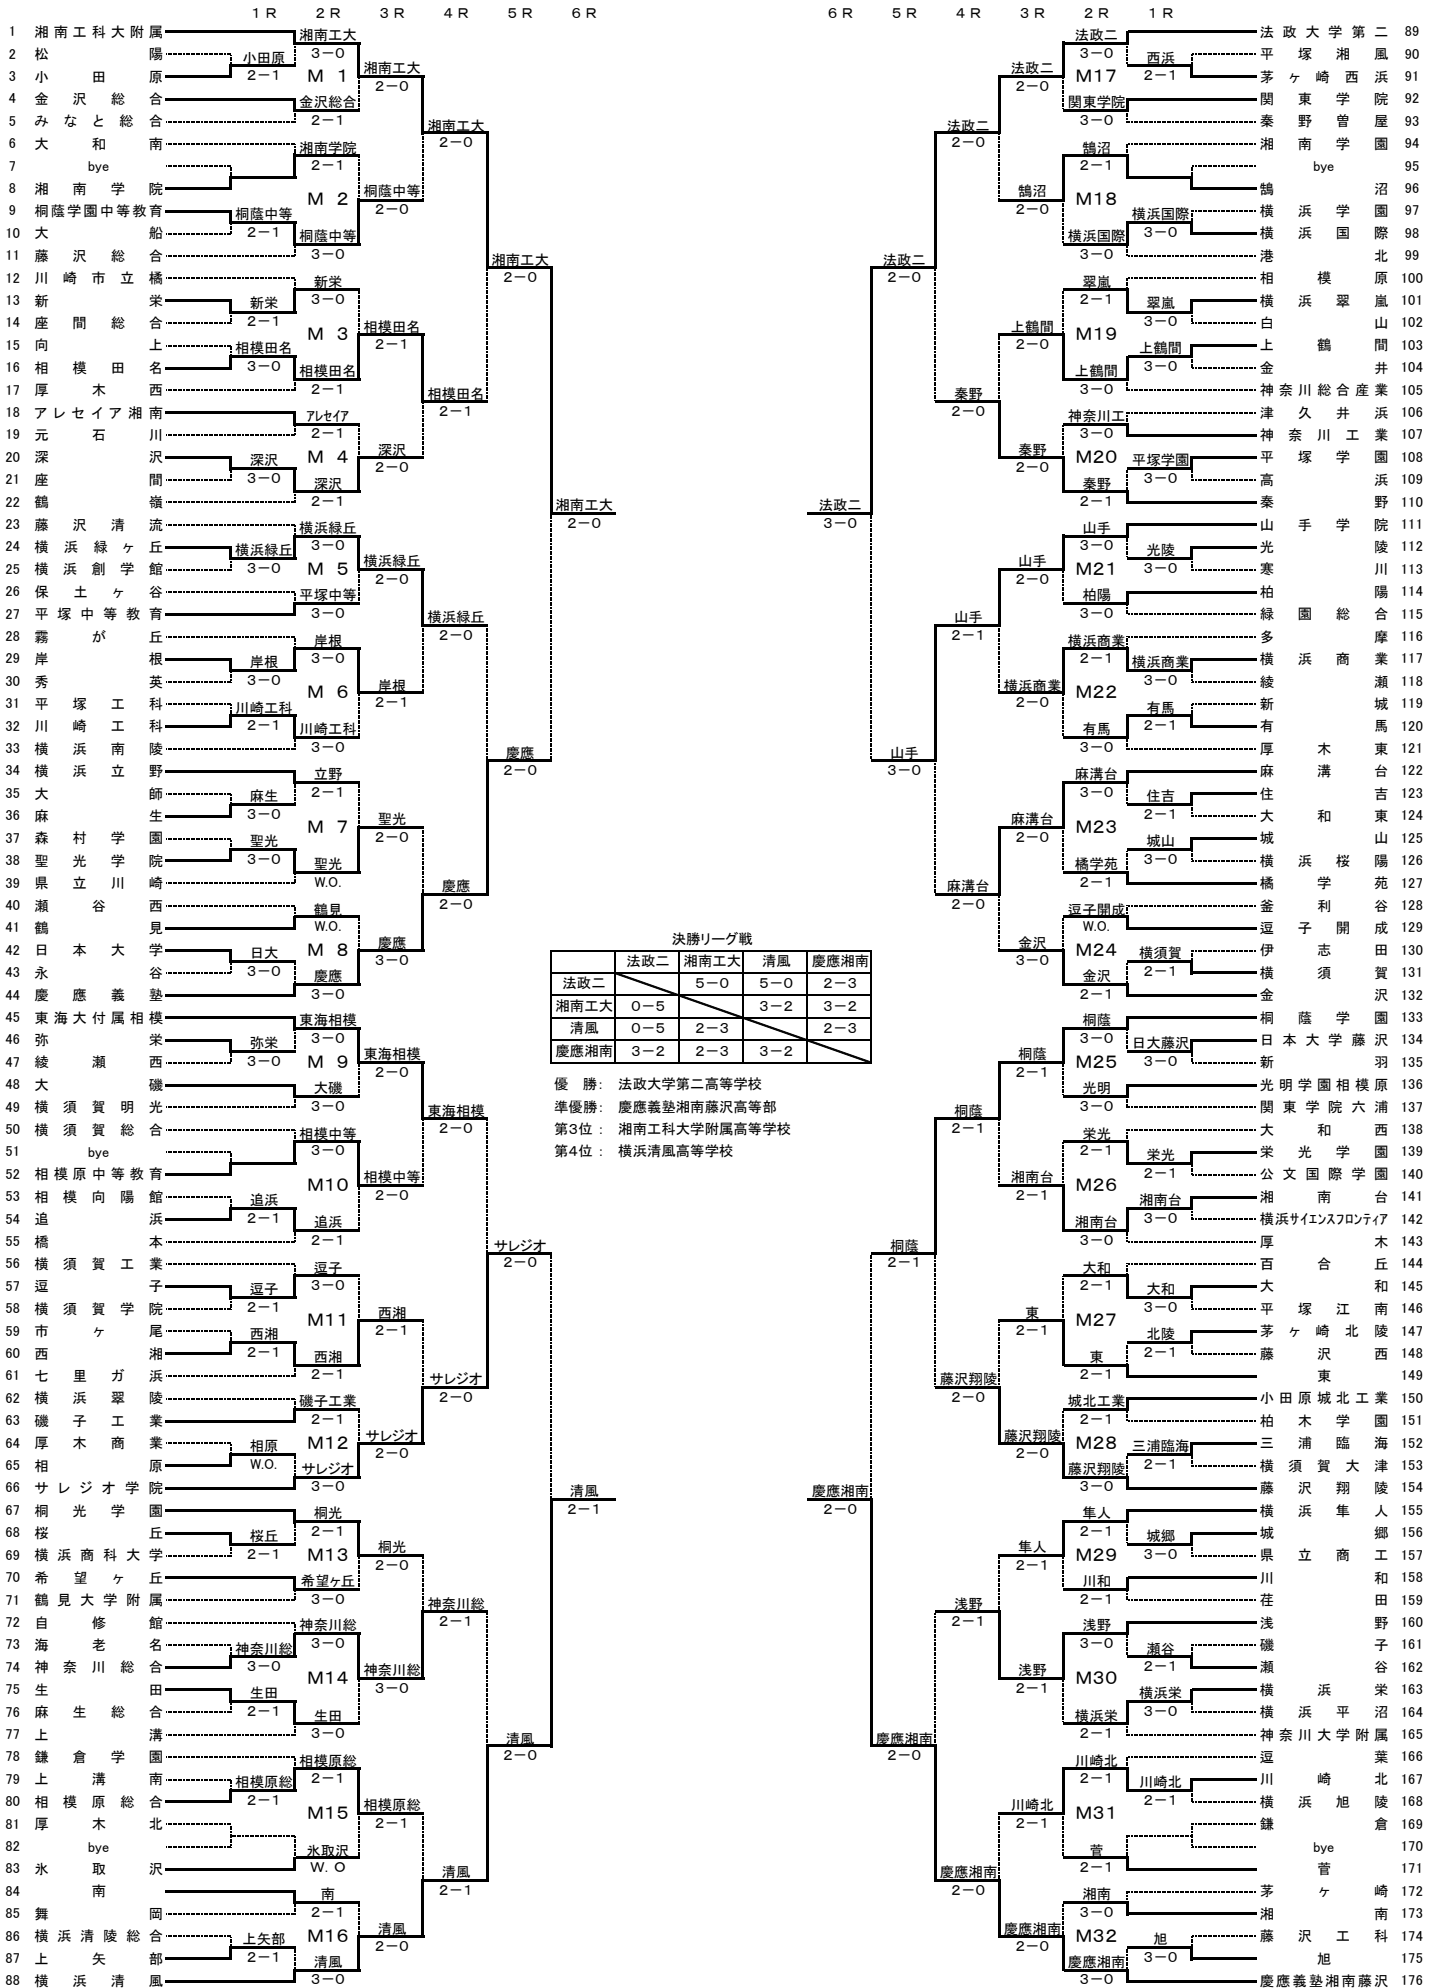 1R 2R 3R 4R 5R 6R
6R 5R 4R 3R 2R 1R
1 湘南工科大附属
2 松陽
3 小田原
4 金沢総合
5 みなと総合
6 大和南
7 bye
8 湘南学院
9 桐蔭学園中等教育
10 大船
11 藤沢総合
12 川崎市立橘
13 新栄
14 座間総合
15 向上
16 相模田名
17 厚木西
18 アレセイア湘南
19 元石川
20 深沢
21 座間
22 鶴嶺
23 藤沢清流
24 横浜緑ヶ丘
25 横浜創学館
26 保土ヶ谷
27 平塚中等教育
28 霧が丘
29 岸根
30 秀英
31 平塚工科
32 川崎工科
33 横浜南陵
34 横浜立野
35 大師
36 麻生
37 森村学園
38 聖光学院
39 県立川崎
40 瀬谷西
41 鶴見
42 日本大学
43 永谷
44 慶應義塾
45 東海大付属相模
46 弥栄
47 綾瀬西
48 大磯
49 横須賀明光
50 横須賀総合
51 bye
52 相模原中等教育
53 相模向陽館
54 追浜
55 橋本
56 横須賀工業
57 逗子
58 横須賀学院
59 市ヶ尾
60 西湘
61 七里ガ浜
62 横浜翠陵
63 磯子工業
64 厚木商業
65 相原
66 サレジオ学院
67 桐光学園
68 桜丘
69 横浜商科大学
70 希望ヶ丘
71 鶴見大学附属
72 自修館
73 海老名
74 神奈川総合
75 生田
76 麻生総合
77 上溝
78 鎌倉学園
79 上溝南
80 相模原総合
81 厚木北
82 bye
83 氷取沢
84 南
85 舞岡
86 横浜清陵総合
87 上矢部
88 横浜清風
小田原 2-1
桐蔭中等 2-1
新栄 2-1
相模田名 3-0
深沢 3-0
横浜緑丘 3-0
岸根 3-0
川崎工科 2-1
麻生 3-0
聖光 3-0
日大 3-0
弥栄 3-0
追浜 2-1
逗子 2-1
西湘 2-1
相原 W.O.
桜丘 2-1
神奈川総 3-0
生田 2-1
相模原総 2-1
上矢部 2-1
湘南工大 3-0
M 1
金沢総合 2-1
湘南学院 2-1
M 2
桐蔭中等 3-0
新栄 3-0
M 3
相模田名 2-1
アレセイア 2-1
M 4
深沢 2-1
横浜緑丘 3-0
M 5
平塚中等 3-0
岸根 3-0
M 6
川崎工科 3-0
立野 2-1
M 7
聖光 W.O.
鶴見 W.O.
M 8
慶應 3-0
東海相模 3-0
M 9
大磯 3-0
相模中等 3-0
M10
追浜 2-1
逗子 3-0
M11
西湘 2-1
磯子工業 2-1
M12
サレジオ 3-0
桐光 2-1
M13
希望ヶ丘 3-0
神奈川総 3-0
M14
生田 3-0
相模原総 2-1
M15
氷取沢 W.O
南 2-1
M16
清風 3-0
湘南工大 2-0
桐蔭中等 2-0
相模田名 2-1
深沢 2-0
横浜緑丘 2-0
岸根 2-1
聖光 2-0
慶應 3-0
東海相模 2-0
相模中等 2-0
西湘 2-1
サレジオ 2-0
桐光 2-0
神奈川総 3-0
相模原総 2-1
清風 2-0
湘南工大 2-0
相模田名 2-1
横浜緑丘 2-0
慶應 2-0
東海相模 2-0
サレジオ 2-0
神奈川総 2-1
清風 2-1
湘南工大 2-0
慶應 2-0
サレジオ 2-0
清風 2-0
湘南工大 2-0
清風 2-1
決勝リーグ戦
法政二 湘南工大 清風 慶應湘南
法政二 5-0 5-0 2-3
湘南工大 0-5 3-2 3-2
清風 0-5 2-3 2-3
慶應湘南 3-2 2-3 3-2
優 勝: 法政大学第二高等学校
準優勝: 慶應義塾湘南藤沢高等部
第3位: 湘南工科大学附属高等学校
第4位: 横浜清風高等学校
法政二 3-0
慶應湘南 2-0
法政二 2-0
山手 3-0
桐蔭 2-1
慶應湘南 2-0
法政二 2-0
秦野 2-0
山手 2-1
麻溝台 2-0
桐蔭 2-1
藤沢翔陵 2-0
浅野 2-1
慶應湘南 2-0
法政二 2-0
鵠沼 2-0
上鶴間 2-0
秦野 2-0
山手 2-0
横浜商業 2-0
麻溝台 2-0
金沢 3-0
桐蔭 2-1
湘南台 2-1
東 2-1
藤沢翔陵 2-0
隼人 2-1
浅野 2-1
川崎北 2-1
慶應湘南 2-0
法政二 3-0
M17
関東学院 3-0
鵠沼 2-1
M18
横浜国際 3-0
翠嵐 2-1
M19
上鶴間 3-0
神奈川工 3-0
M20
秦野 2-1
山手 3-0
M21
柏陽 3-0
横浜商業 2-1
M22
有馬 3-0
麻溝台 3-0
M23
橘学苑 2-1
逗子開成 W.O.
M24
金沢 2-1
桐蔭 3-0
M25
光明 3-0
栄光 2-1
M26
湘南台 3-0
大和 2-1
M27
東 2-1
城北工業 2-1
M28
藤沢翔陵 3-0
隼人 2-1
M29
川和 2-1
浅野 3-0
M30
横浜栄 2-1
川崎北 2-1
M31
菅 2-1
湘南 3-0
M32
慶應湘南 3-0
西浜 2-1
横浜国際 3-0
翠嵐 3-0
上鶴間 3-0
平塚学園 3-0
光陵 3-0
横浜商業 3-0
有馬 2-1
住吉 2-1
城山 3-0
横須賀 2-1
日大藤沢 3-0
栄光 2-1
湘南台 3-0
大和 3-0
北陵 2-1
三浦臨海 2-1
城郷 3-0
瀬谷 2-1
横浜栄 3-0
川崎北 2-1
旭 3-0
法政大学第二 89
平塚湘風 90
茅ヶ崎西浜 91
関東学院 92
秦野曽屋 93
湘南学園 94
bye 95
鵠沼 96
横浜学園 97
横浜国際 98
港北 99
相模原 100
横浜翠嵐 101
白山 102
上鶴間 103
金井 104
神奈川総合産業 105
津久井浜 106
神奈川工業 107
平塚学園 108
高浜 109
秦野 110
山手学院 111
光陵 112
寒川 113
柏陽 114
緑園総合 115
多摩 116
横浜商業 117
綾瀬 118
新城 119
有馬 120
厚木東 121
麻溝台 122
住吉 123
大和東 124
城山 125
横浜桜陽 126
橘学苑 127
釜利谷 128
逗子開成 129
伊志田 130
横須賀 131
金沢 132
桐蔭学園 133
日本大学藤沢 134
新羽 135
光明学園相模原 136
関東学院六浦 137
大和西 138
栄光学園 139
公文国際学園 140
湘南台 141
横浜サイエンスフロンティア 142
厚木 143
百合丘 144
大和 145
平塚江南 146
茅ヶ崎北陵 147
藤沢西 148
東 149
小田原城北工業 150
柏木学園 151
三浦臨海 152
横須賀大津 153
藤沢翔陵 154
横浜隼人 155
城郷 156
県立商工 157
川和 158
荏田 159
浅野 160
磯子 161
瀬谷 162
横浜栄 163
横浜平沼 164
神奈川大学附属 165
逗葉 166
川崎北 167
横浜旭陵 168
鎌倉 169
bye 170
菅 171
茅ヶ崎 172
湘南 173
藤沢工科 174
旭 175
慶應義塾湘南藤沢 176